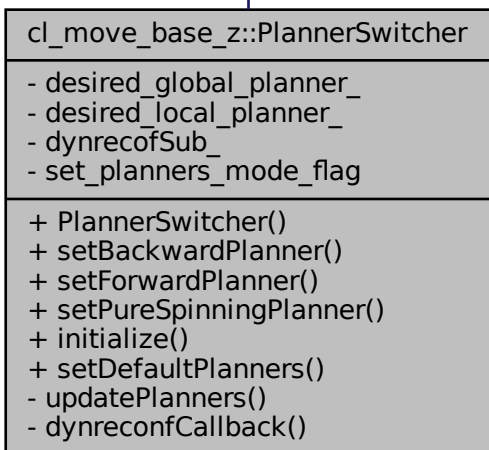 cl_move_base_z::PlannerSwitcher
- desired_global_planner_
- desired_local_planner_
- dynrecofSub_
- set_planners_mode_flag
+ PlannerSwitcher()
+ setBackwardPlanner()
+ setForwardPlanner()
+ setPureSpinningPlanner()
+ initialize()
+ setDefaultPlanners()
- updatePlanners()
- dynreconfCallback()